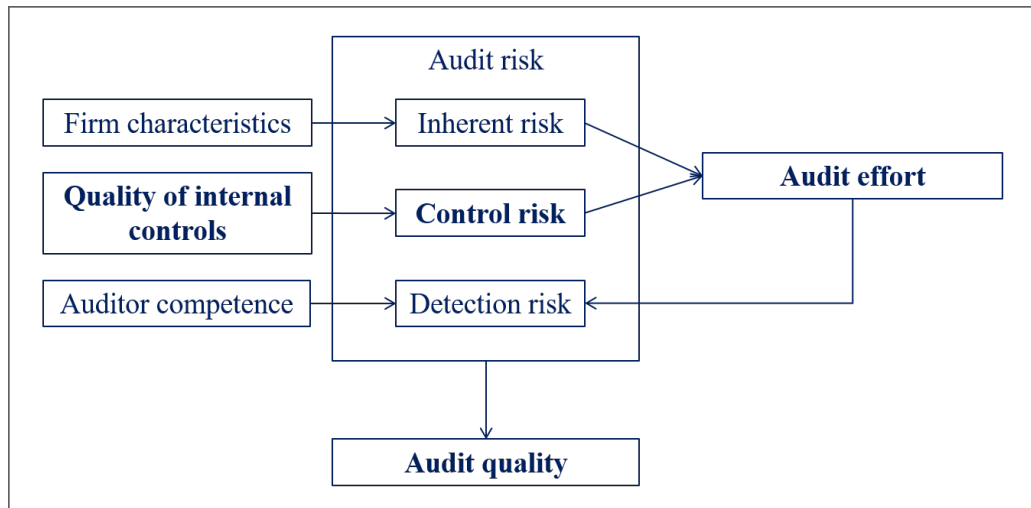 Audit risk
Firm characteristics
Inherent risk
Quality of internal
controls
Control risk
Audit effort
Auditor competence
Detection risk
Audit quality